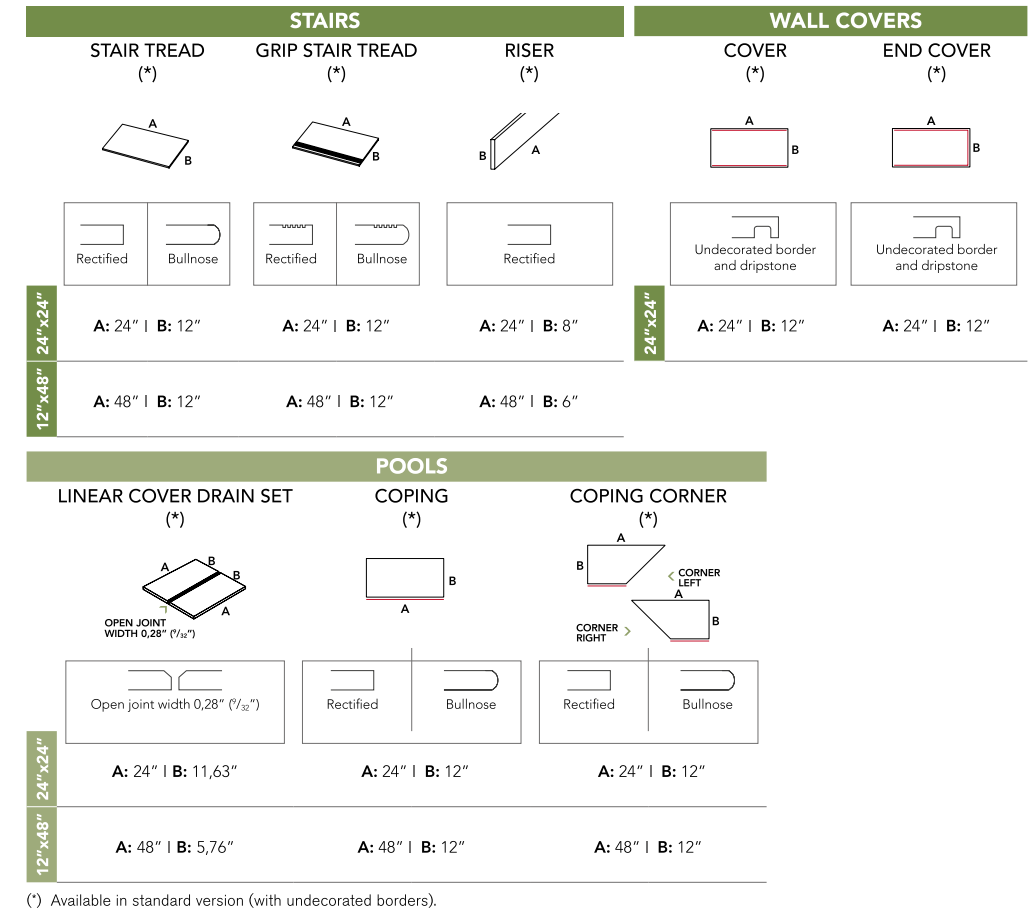 STAIRS
STAIR TREAD
(*)
GRIP STAIR TREAD
(*)
RISER
(*)
A
B
A
B
B
A
Rectified
Bullnose
Rectified
Bullnose
Rectified
24”x24”
A: 24” I B: 12”
A: 24” I B: 12”
A: 24” I B: 8”
12”x48”
A: 48” I B: 12”
A: 48” I B: 12”
A: 48” I B: 6”
WALL COVERS
COVER
(*)
END COVER
(*)
A
B
A
B
Undecorated border
and dripstone
Undecorated border
and dripstone
24”x24”
A: 24” I B: 12”
A: 24” I B: 12”
POOLS
LINEAR COVER DRAIN SET
(*)
COPING
(*)
COPING CORNER
(*)
A
B
B
A
OPEN JOINT
WIDTH 0,28” (9/32”)
B
A
A
B
CORNER
LEFT
A
B
CORNER
RIGHT
Open joint width 0,28” (9/32”)
Rectified
Bullnose
Rectified
Bullnose
24”x24”
A: 24” I B: 11,63”
A: 24” I B: 12”
A: 24” I B: 12”
12”x48”
A: 48” I B: 5,76”
A: 48” I B: 12”
A: 48” I B: 12”
(*) Available in standard version (with undecorated borders).